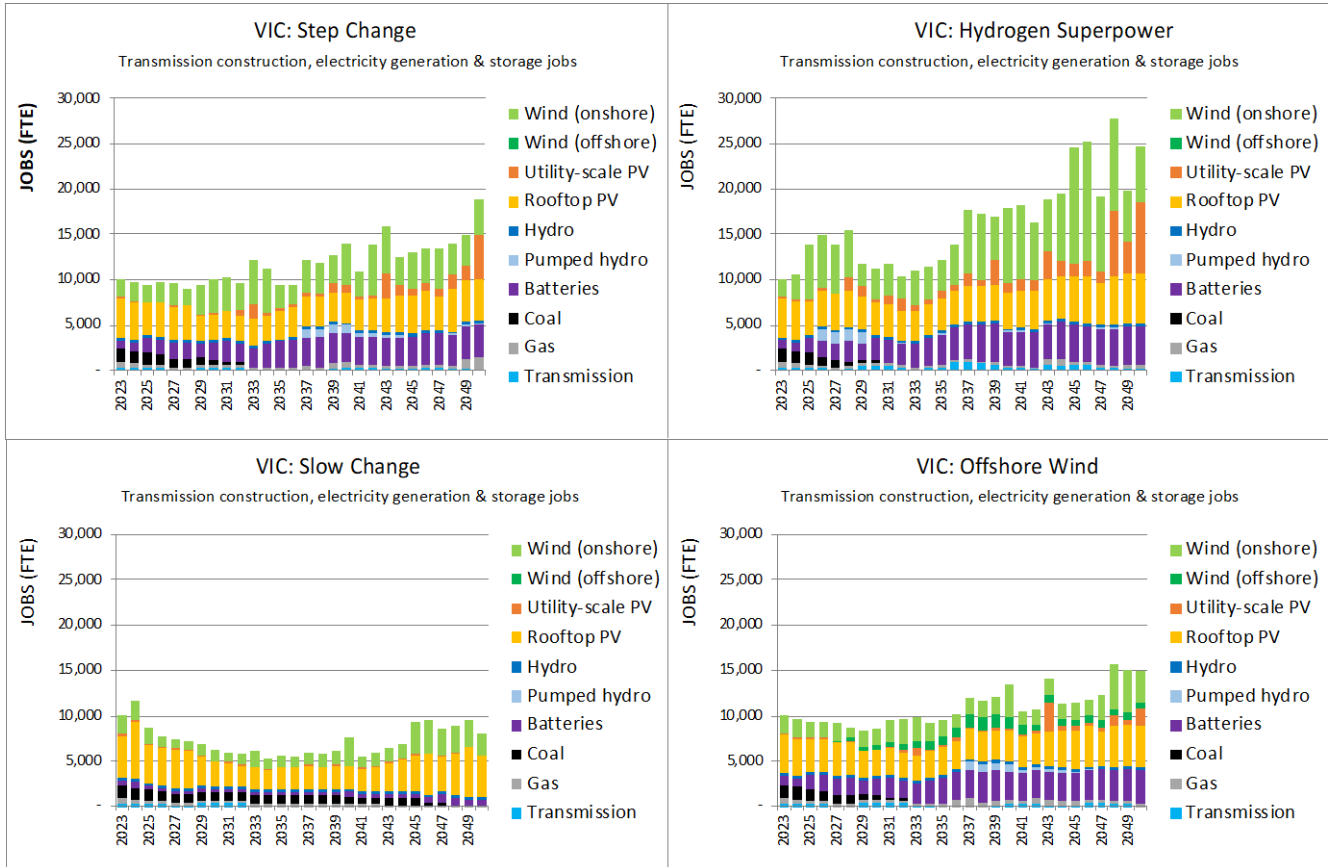 VIC: Step Change
Transmission construction, electricity generation & storage jobs
JOBS (FTE)
30,000
25,000
20,000
15,000
10,000
5,000
-
2023
2025
2027
2029
2031
2033
2035
2037
2039
2041
2043
2045
2047
2049
Wind (onshore)
Wind (offshore)
Utility-scale PV
Rooftop PV
Hydro
Pumped hydro
Batteries
Coal
Gas
Transmission
VIC: Hydrogen Superpower
Transmission construction, electricity generation & storage jobs
JOBS (FTE)
30,000
25,000
20,000
15,000
10,000
5,000
-
2023
2025
2027
2029
2031
2033
2035
2037
2039
2041
2043
2045
2047
2049
Wind (onshore)
Wind (offshore)
Utility-scale PV
Rooftop PV
Hydro
Pumped hydro
Batteries
Coal
Gas
Transmission
VIC: Slow Change
Transmission construction, electricity generation & storage jobs
JOBS (FTE)
30,000
25,000
20,000
15,000
10,000
5,000
-
2023
2025
2027
2029
2031
2033
2035
2037
2039
2041
2043
2045
2047
2049
Wind (onshore)
Wind (offshore)
Utility-scale PV
Rooftop PV
Hydro
Pumped hydro
Batteries
Coal
Gas
Transmission
VIC: Offshore Wind
Transmission construction, electricity generation & storage jobs
JOBS (FTE)
30,000
25,000
20,000
15,000
10,000
5,000
-
2023
2025
2027
2029
2031
2033
2035
2037
2039
2041
2043
2045
2047
2049
Wind (onshore)
Wind (offshore)
Utility-scale PV
Rooftop PV
Hydro
Pumped hydro
Batteries
Coal
Gas
Transmission